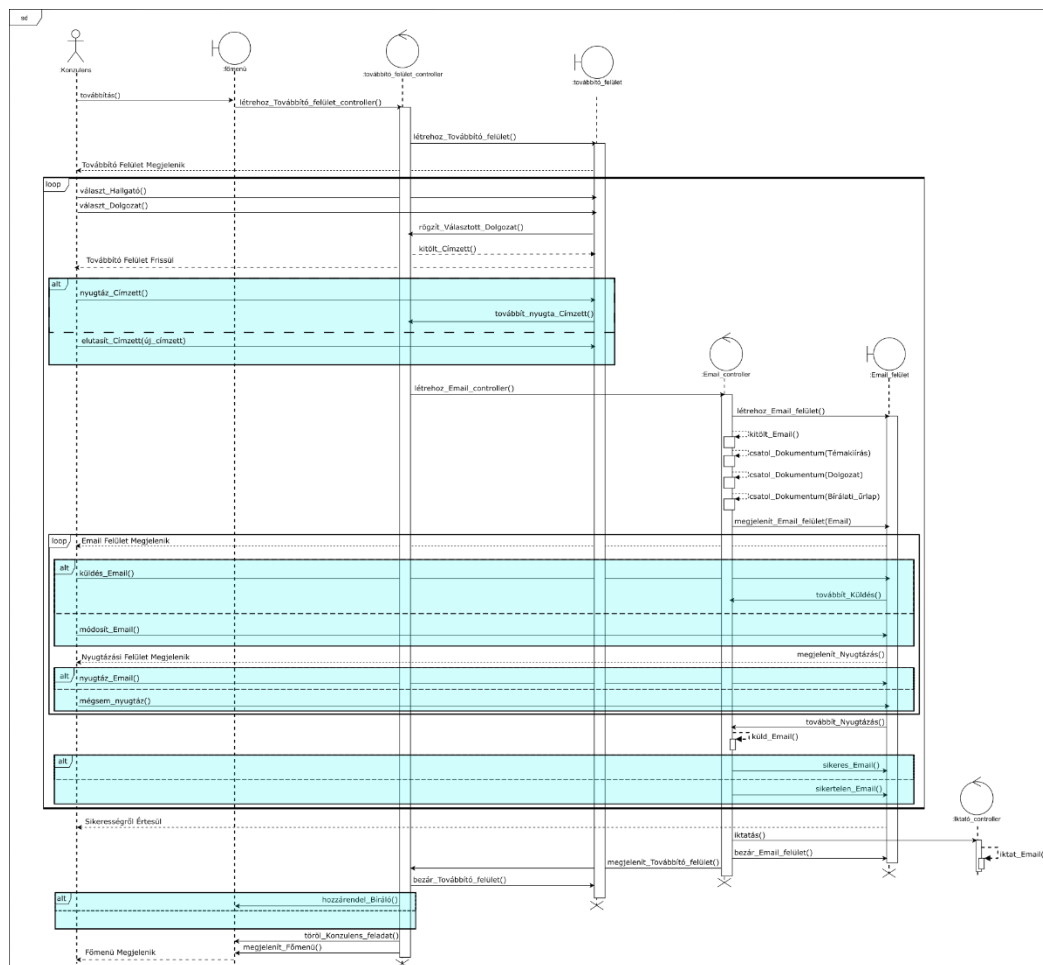 sd
:Konzulens
:főmenü
:továbbító_felület_controller
:továbbító_felület
továbbítás()
létrehoz_Továbbító_felület_controller()
létrehoz_Továbbító_felület()
Továbbító Felület Megjelenik
loop
választ_Hallgató()
választ_Dolgozat()
rögzít_Választott_Dolgozat()
kitölt_Címzett()
Továbbító Felület Frissül
alt
nyugtáz_Címzett()
továbbít_nyugta_Címzett()
elutasít_Címzett(új_címzett)
:Email_controller
:Email_felület
létrehoz_Email_controller()
létrehoz_Email_felület()
kitölt_Email()
csatol_Dokumentum(Témakiírás)
csatol_Dokumentum(Dolgozat)
csatol_Dokumentum(Bírálati_űrlap)
megjelenít_Email_felület(Email)
loop
Email Felület Megjelenik
alt
küldés_Email()
továbbít_Küldés()
módosít_Email()
Nyugtázási Felület Megjelenik
megjelenít_Nyugtázás()
alt
nyugtáz_Email()
mégsem_nyugtáz()
továbbít_Nyugtázás()
küld_Email()
alt
sikeres_Email()
sikertelen_Email()
:Iktató_controller
Sikerességről Értesül
Iktatás()
iktat_Email()
bezár_Email_felület()
megjelenít_Továbbító_felület()
bezár_Továbbító_felület()
alt
hozzárendel_Bíráló()
töröl_Konzulens_feladat()
megjelenít_Főmenü()
Főmenü Megjelenik